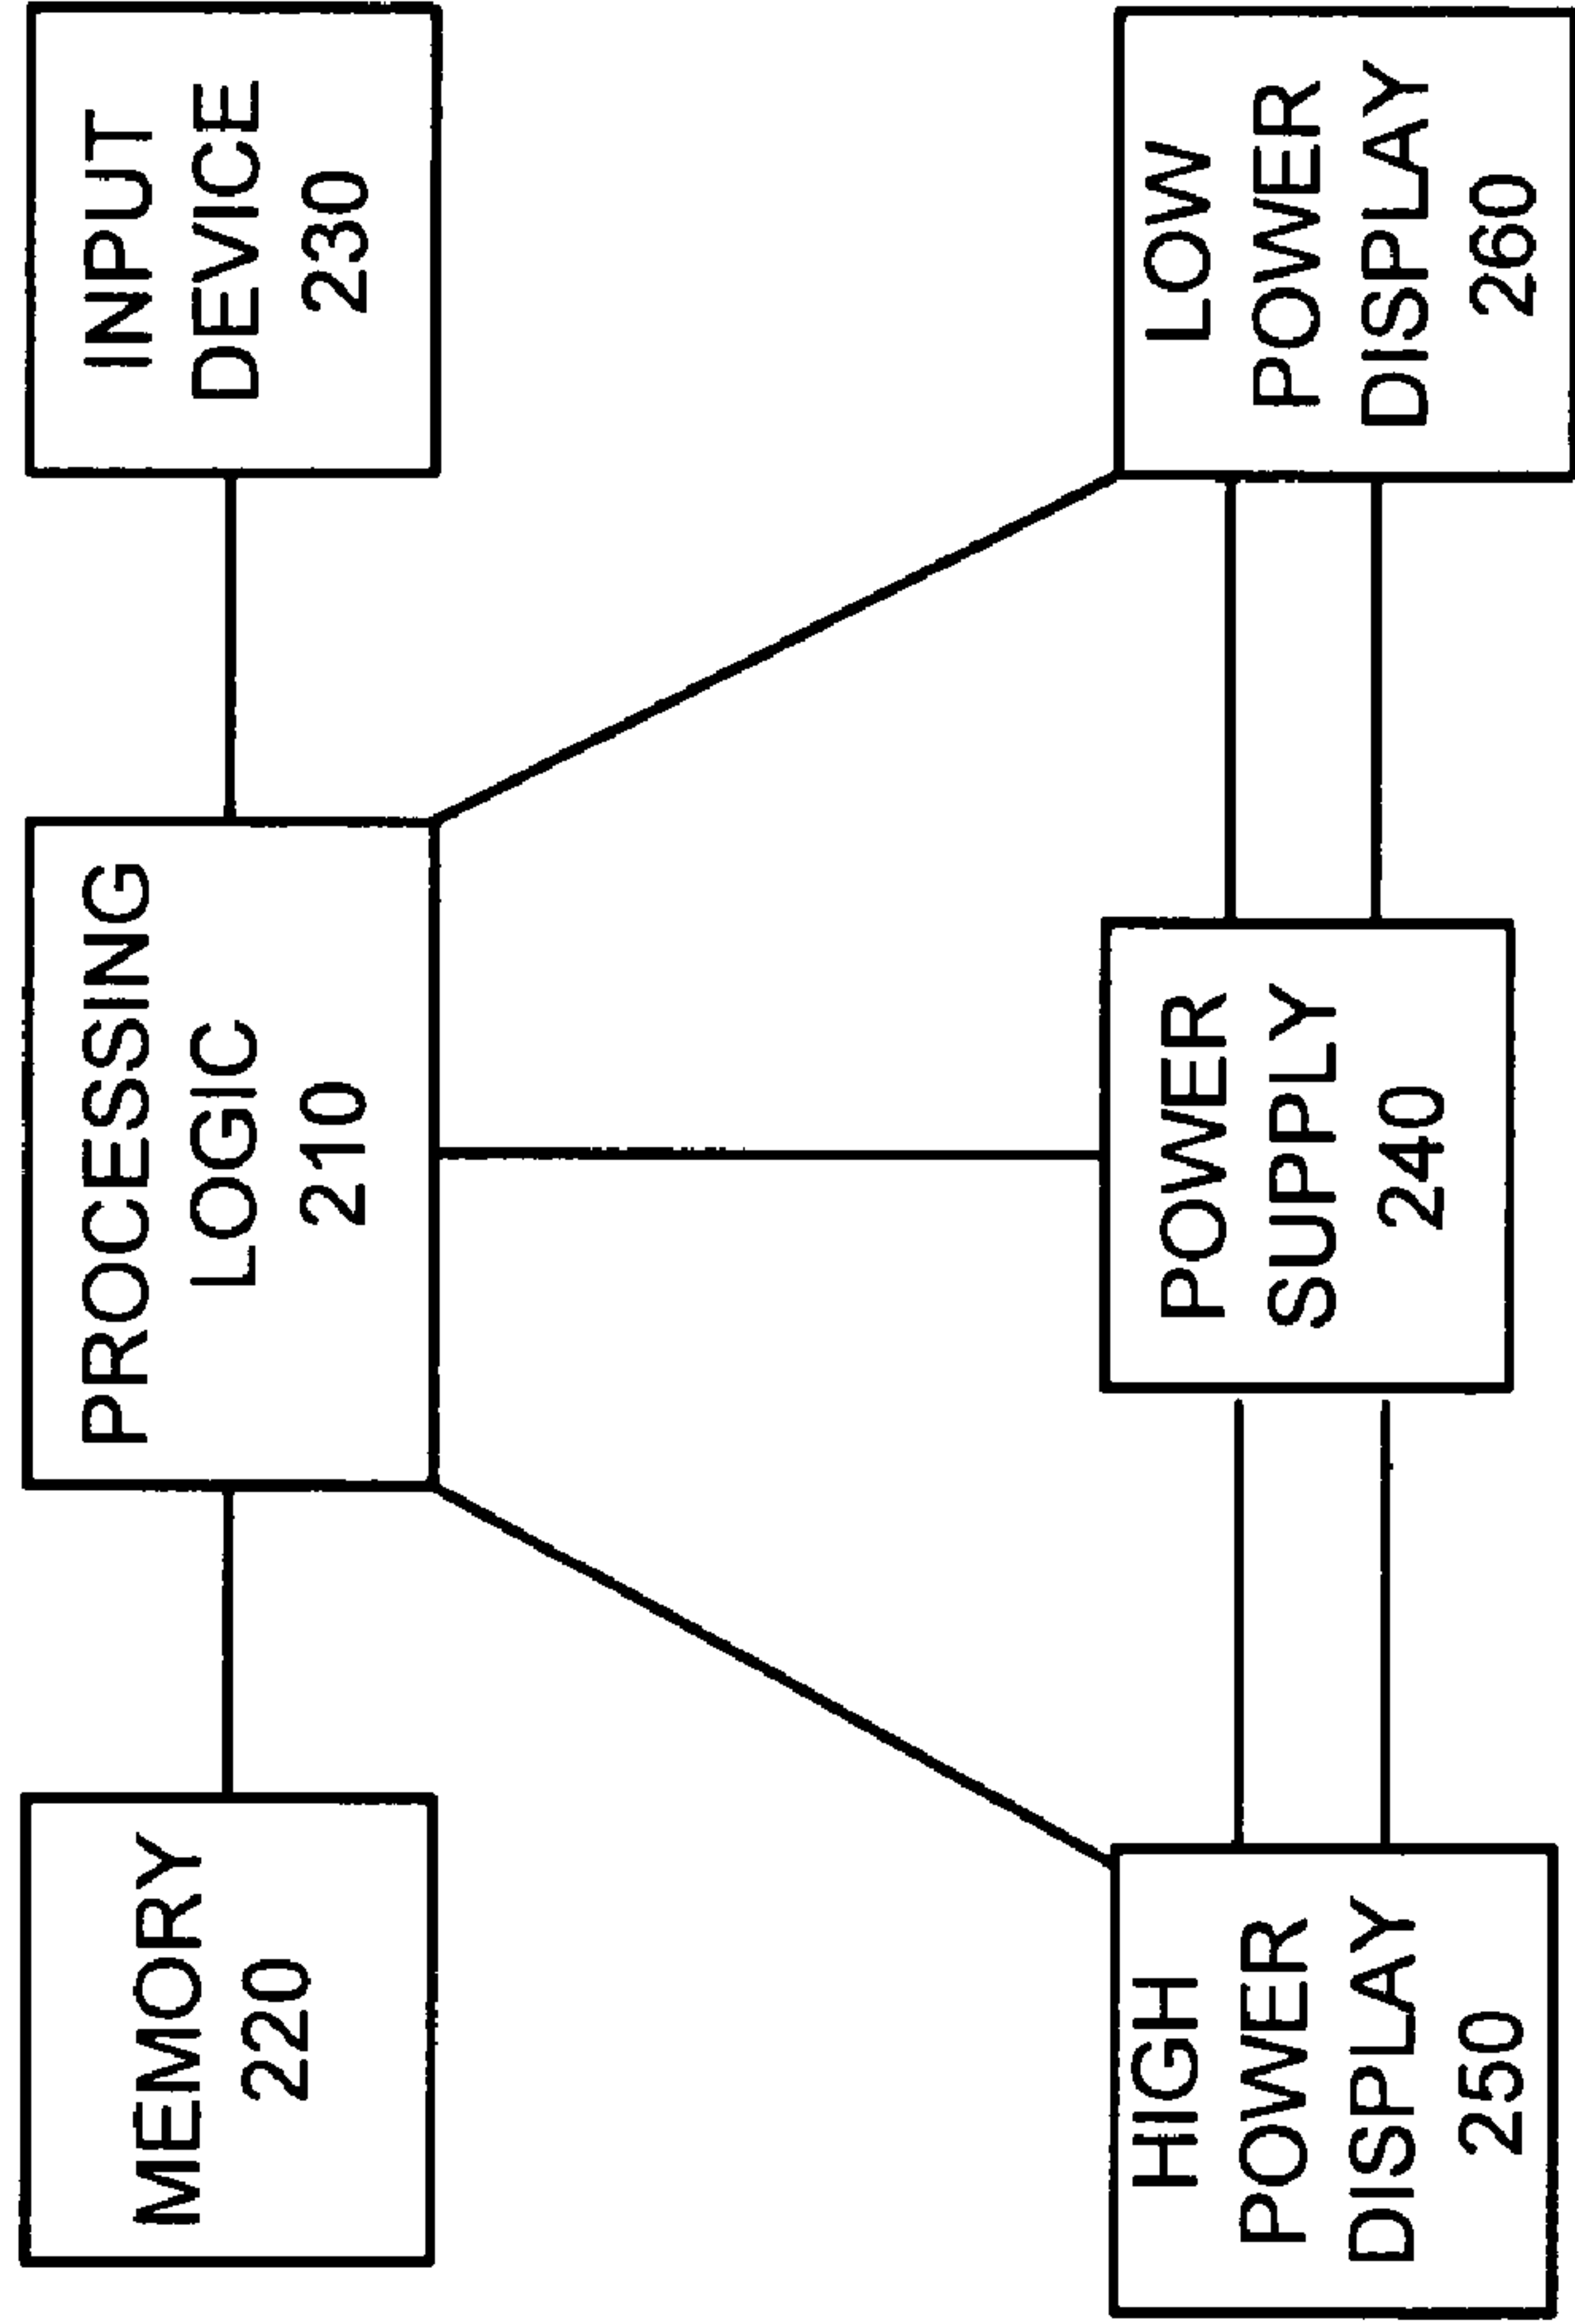 MEMORY
220
PROCESSING
LOGIC
210
INPUT
DEVICE
230
HIGH
POWER
DISPLAY
250
POWER
SUPPLY
240
LOW
POWER
DISPLAY
260